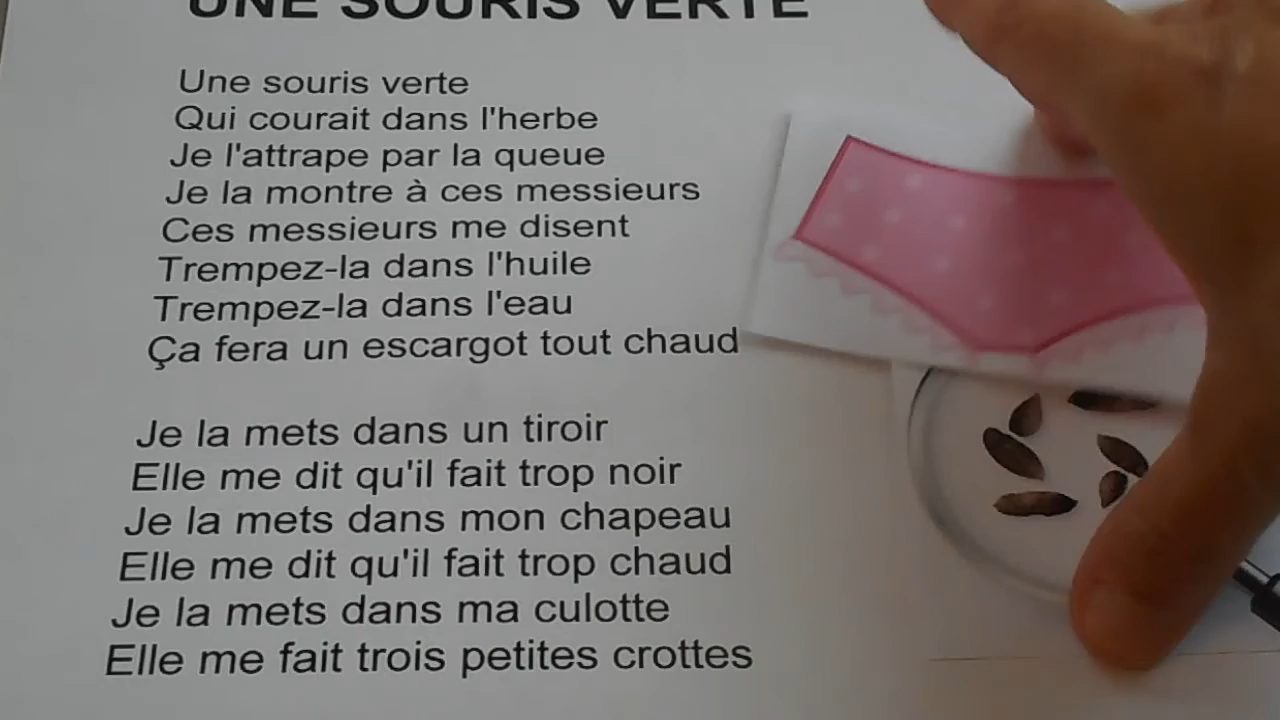 UNE SOURIS VERTE
Une souris verte
Qui courait dans l'herbe
Je l'attrape par la queue
Je la montre à ces messieurs
Ces messieurs me disent
Trempez-la dans l'huile
Trempez-la dans l'eau
Ça fera un escargot tout chaud
Je la mets dans un tiroir
Elle me dit qu'il fait trop noir
Je la mets dans mon chapeau
Elle me dit qu'il fait trop chaud
Je la mets dans ma culotte
Elle me fait trois petites crottes